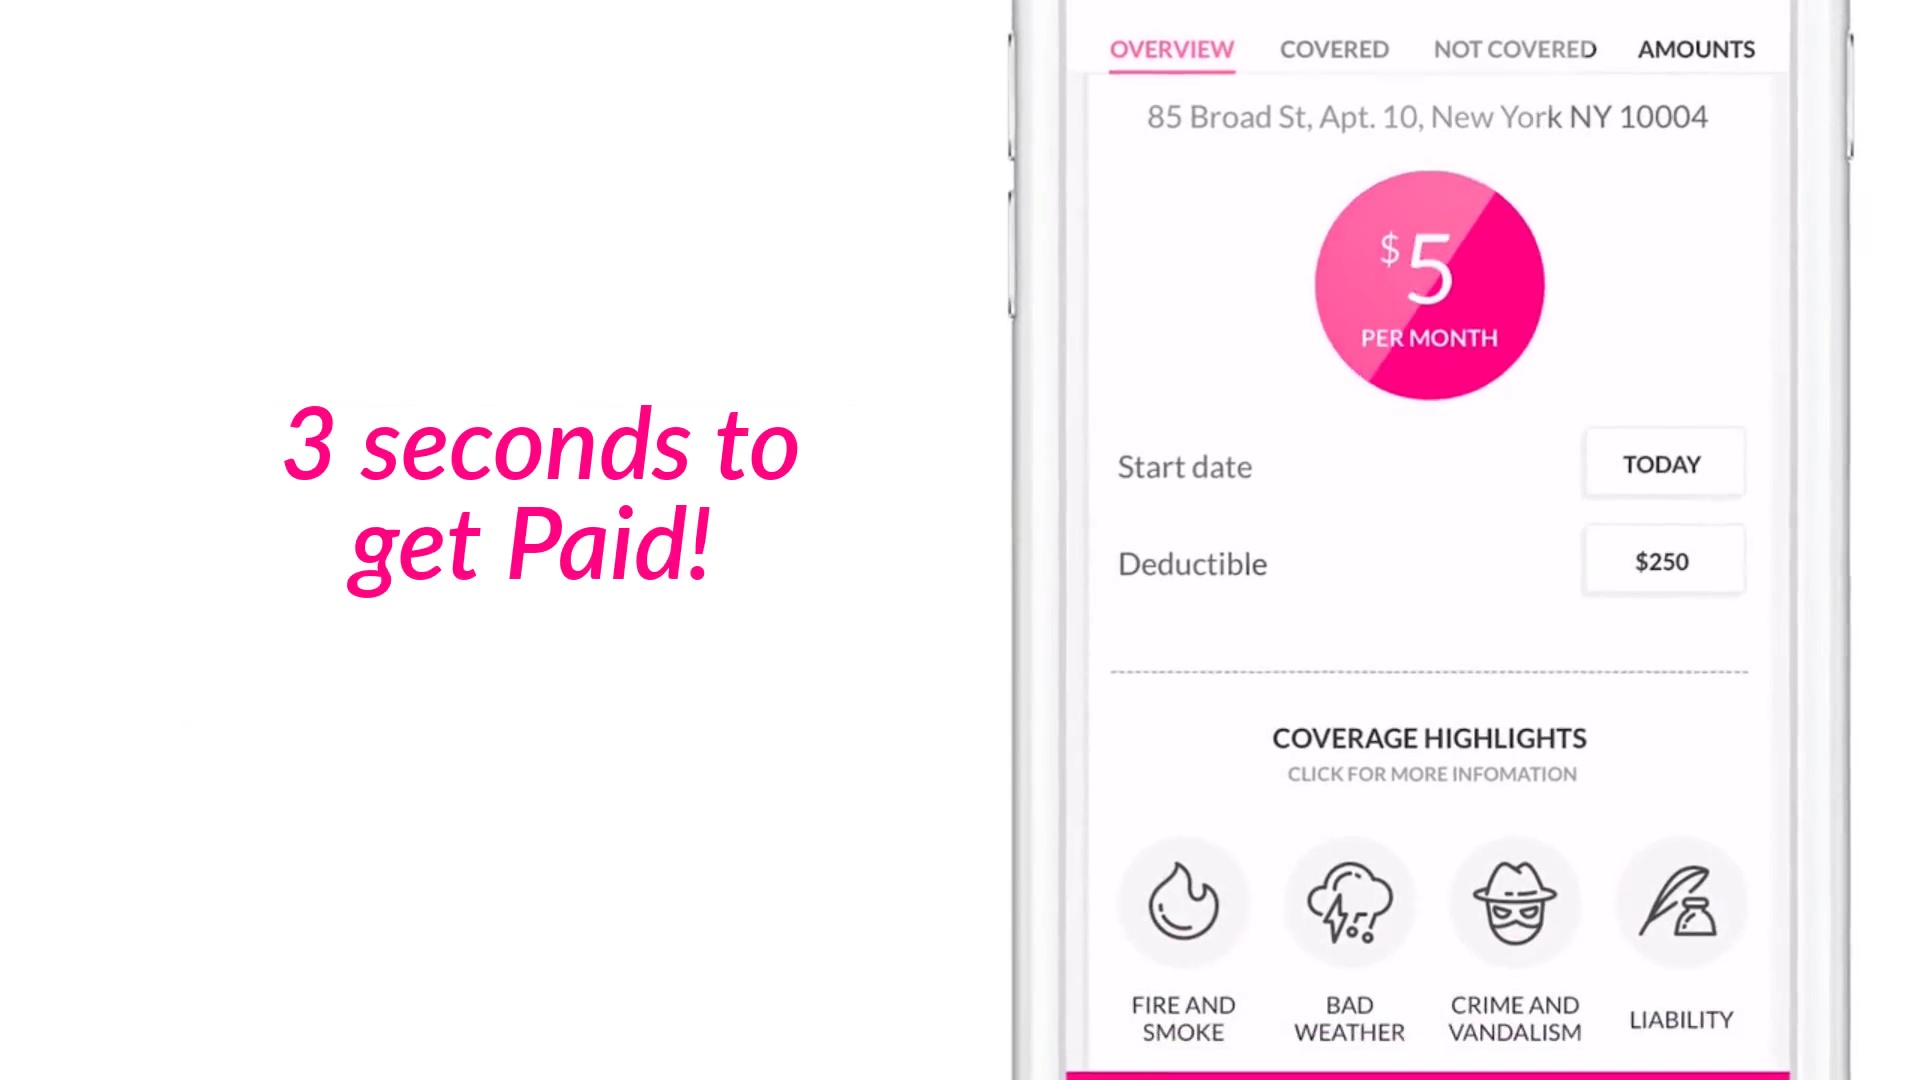 3 seconds to
get Paid!
OVERVIEW COVERED NOT COVERED AMOUNTS
85 Broad St, Apt. 10, New York NY 10004
$5
PER MONTH
Start date TODAY
Deductible $250
COVERAGE HIGHLIGHTS
CLICK FOR MORE INFOMATION
FIRE AND
SMOKE
BAD
WEATHER
CRIME AND
VANDALISM
LIABILITY